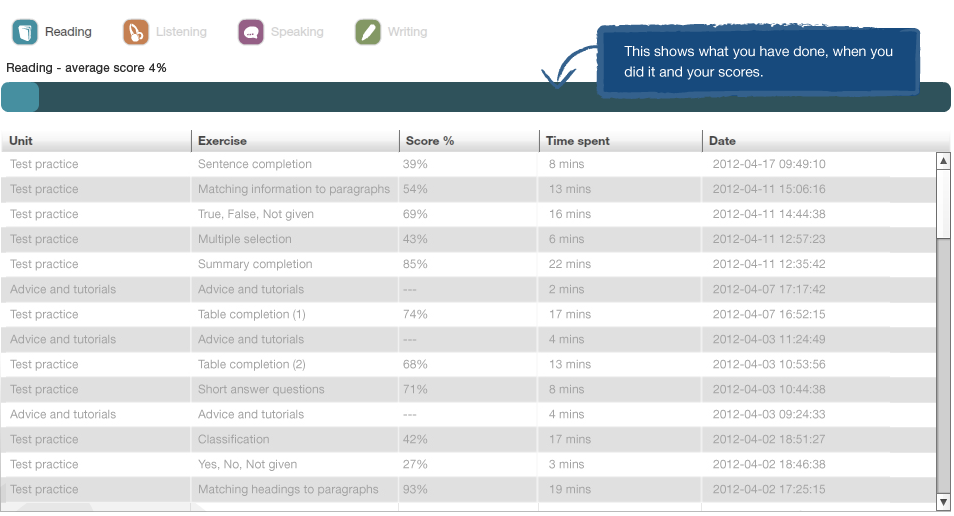 Reading Listening Speaking Writing
This shows what you have done, when you
did it and your scores.
Reading - average score 4%
Unit Exercise Score % Time spent Date
Test practice Sentence completion 39% 8 mins 2012-04-17 09:49:10
Test practice Matching information to paragraphs 54% 13 mins 2012-04-11 15:06:16
Test practice True, False, Not given 69% 16 mins 2012-04-11 14:44:38
Test practice Multiple selection 43% 6 mins 2012-04-11 12:57:23
Test practice Summary completion 85% 22 mins 2012-04-11 12:35:42
Advice and tutorials Advice and tutorials --- 2 mins 2012-04-07 17:17:42
Test practice Table completion (1) 74% 17 mins 2012-04-07 16:52:15
Advice and tutorials Advice and tutorials --- 4 mins 2012-04-03 11:24:49
Test practice Table completion (2) 68% 13 mins 2012-04-03 10:53:56
Test practice Short answer questions 71% 8 mins 2012-04-03 10:44:38
Advice and tutorials Advice and tutorials --- 4 mins 2012-04-03 09:24:33
Test practice Classification 42% 17 mins 2012-04-02 18:51:27
Test practice Yes, No, Not given 27% 3 mins 2012-04-02 18:46:38
Test practice Matching headings to paragraphs 93% 19 mins 2012-04-02 17:25:15